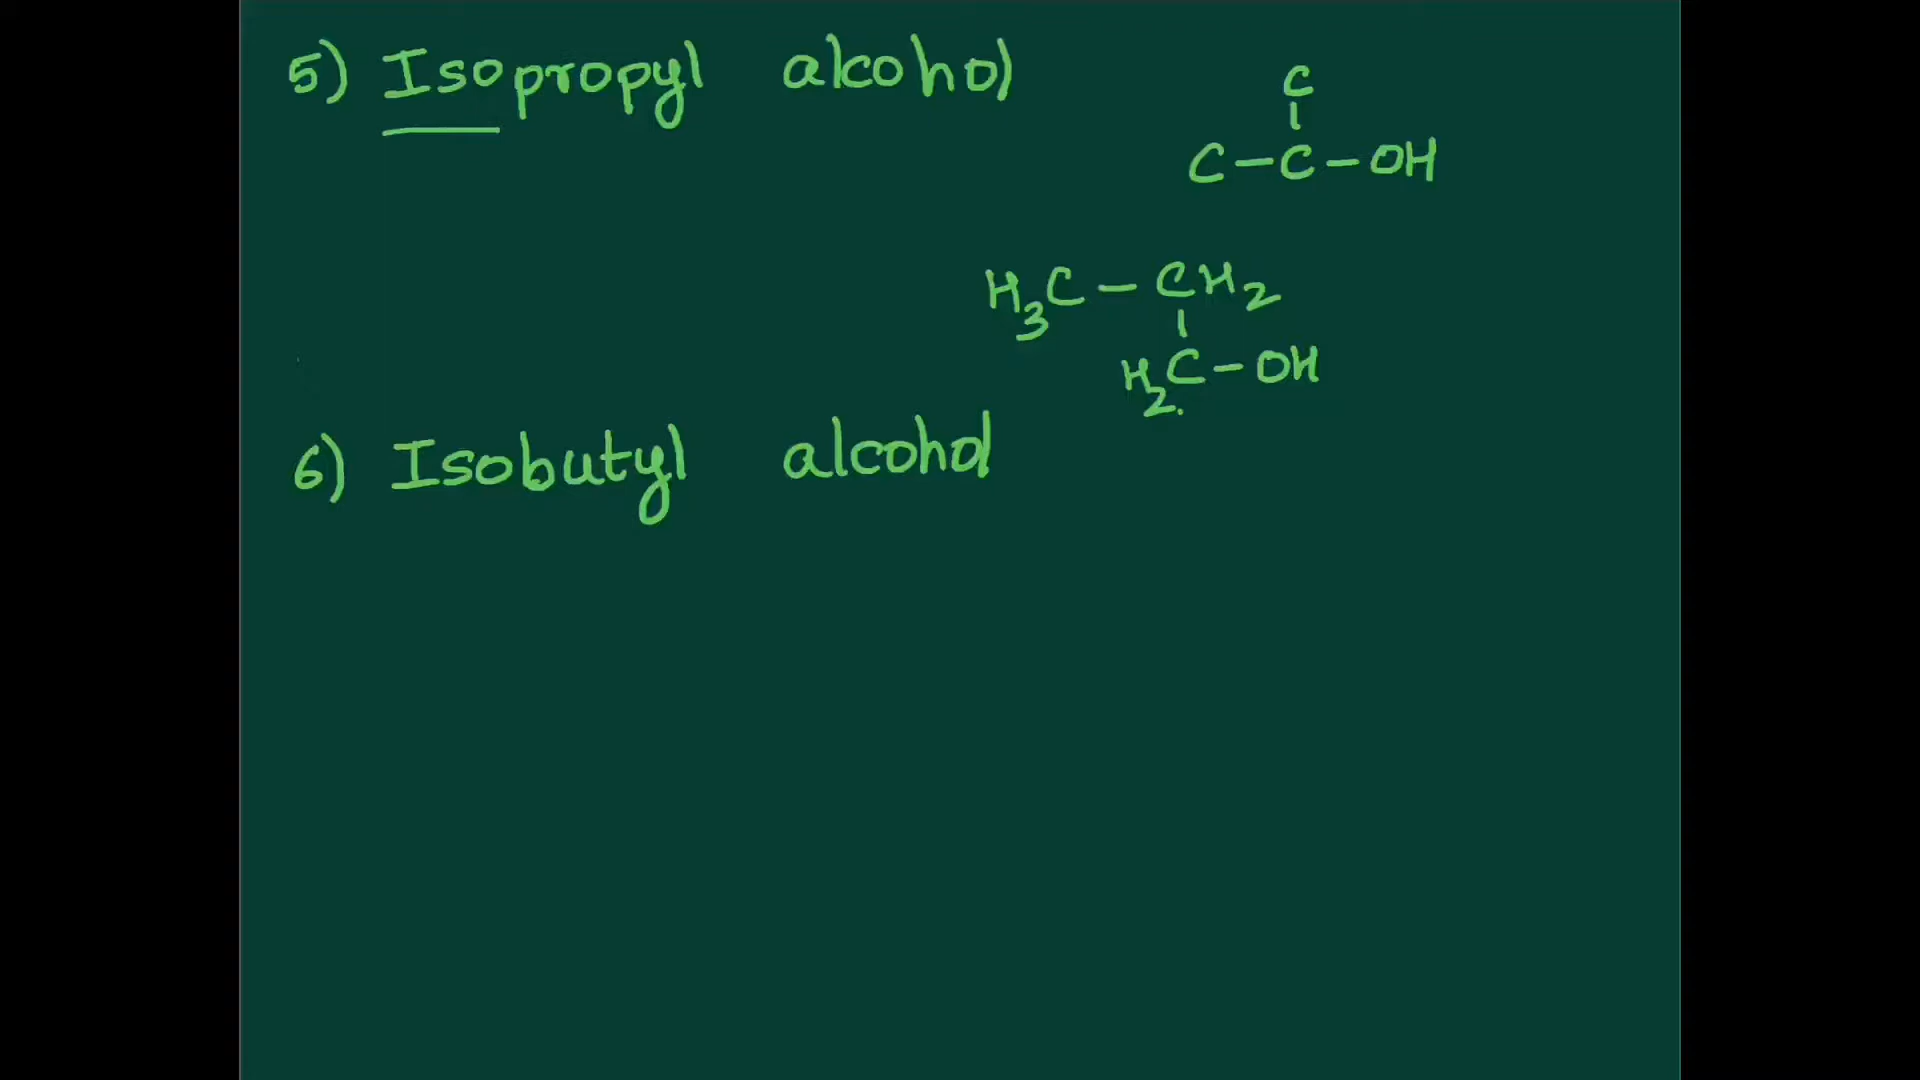 5) Isopropyl alcohol
C
C-C-OH
H3C-CH2
H2C-OH
6) Isobutyl alcohol